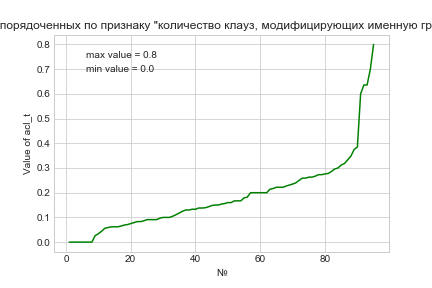 порядоченных по признаку "количество клауз, модифицирующих именную гр
max value = 0.8
min value = 0.0
Value of acl_t
0.8
0.7
0.6
0.5
0.4
0.3
0.2
0.1
0.0
0 20 40 60 80
№